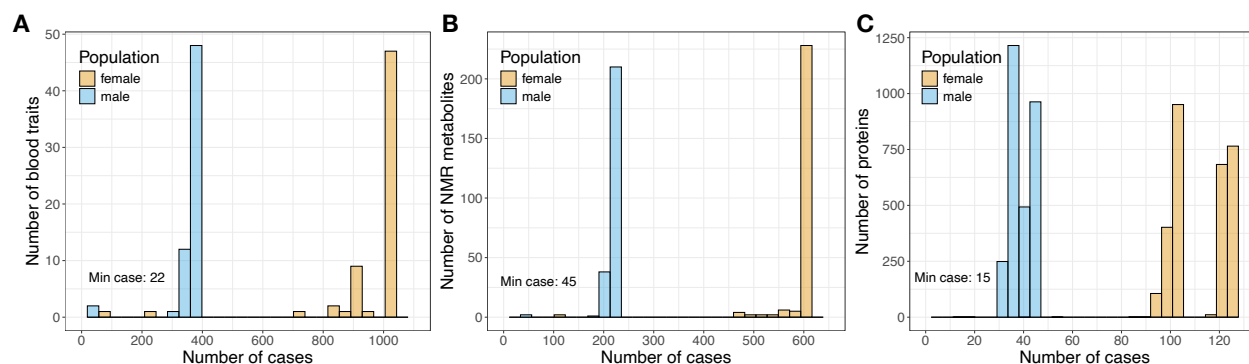 A
Number of blood traits
50
40
30
20
10
0
Population
female
male
Min case: 22
0 200 400 600 800 1000
Number of cases
B
Number of NMR metabolites
200
150
100
50
0
Population
female
male
Min case: 45
0 100 200 300 400 500 600
Number of cases
C
Number of proteins
1250
1000
750
500
250
0
Population
female
male
Min case: 15
0 20 40 60 80 100 120
Number of cases